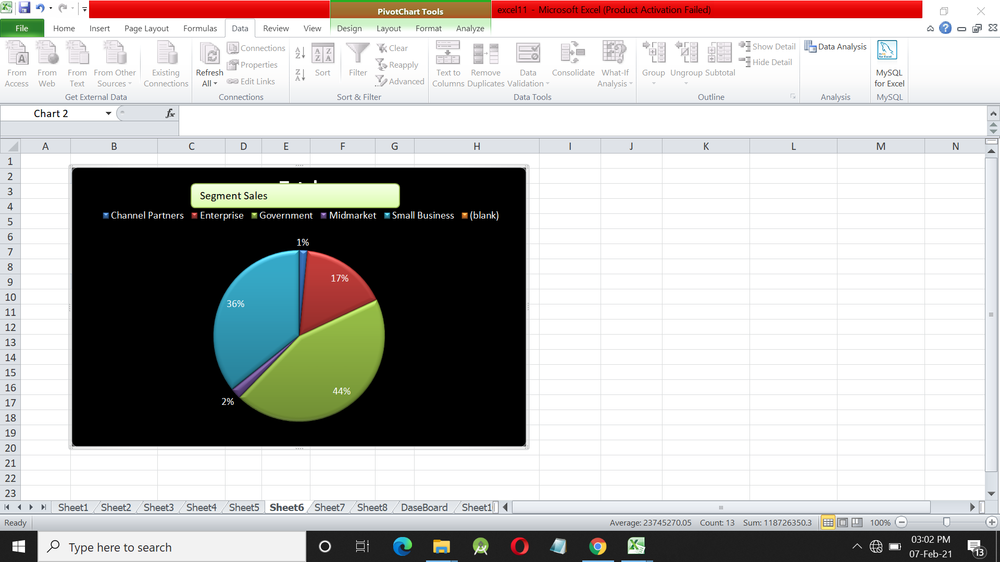 PivotChart Tools
excel11 - Microsoft Excel (Product Activation Failed)
File Home Insert Page Layout Formulas Data Review View Design Layout Format Analyze
From Access
From Web
From Text
From Other Sources
Existing Connections
Get External Data
Refresh All
Connections
Properties
Edit Links
Connections
Sort
Filter
Clear
Reapply
Advanced
Sort & Filter
Text to Columns
Remove Duplicates
Data Validation
Consolidate
What-If Analysis
Data Tools
Group
Ungroup
Subtotal
Show Detail
Hide Detail
Outline
Data Analysis
Analysis
MySQL for Excel
MySQL
Chart 2
fx
A B C D E F G H I J K L M N
1
2
3
4
5
6
7
8
9
10
11
12
13
14
15
16
17
18
19
20
21
22
23
Segment Sales
Channel Partners Enterprise Government Midmarket Small Business (blank)
1%
17%
36%
44%
2%
Sheet1 Sheet2 Sheet3 Sheet4 Sheet5 Sheet6 Sheet7 Sheet8 DaseBoard Sheet1
Ready
Average: 23745270.05 Count: 13 Sum: 118726350.3 100%
Type here to search
03:02 PM
07-Feb-21
13